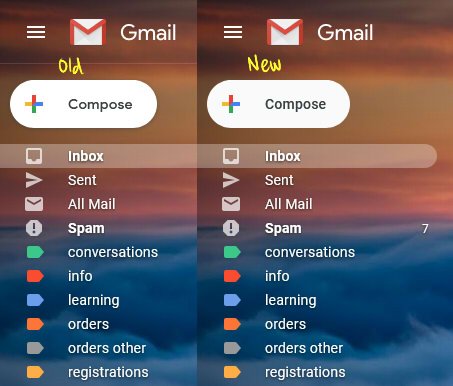 Gmail Gmail
Old New
Compose Compose
Inbox Inbox
Sent Sent
All Mail All Mail
Spam Spam 7
conversations conversations
info info
learning learning
orders orders
orders other orders other
registrations registrations